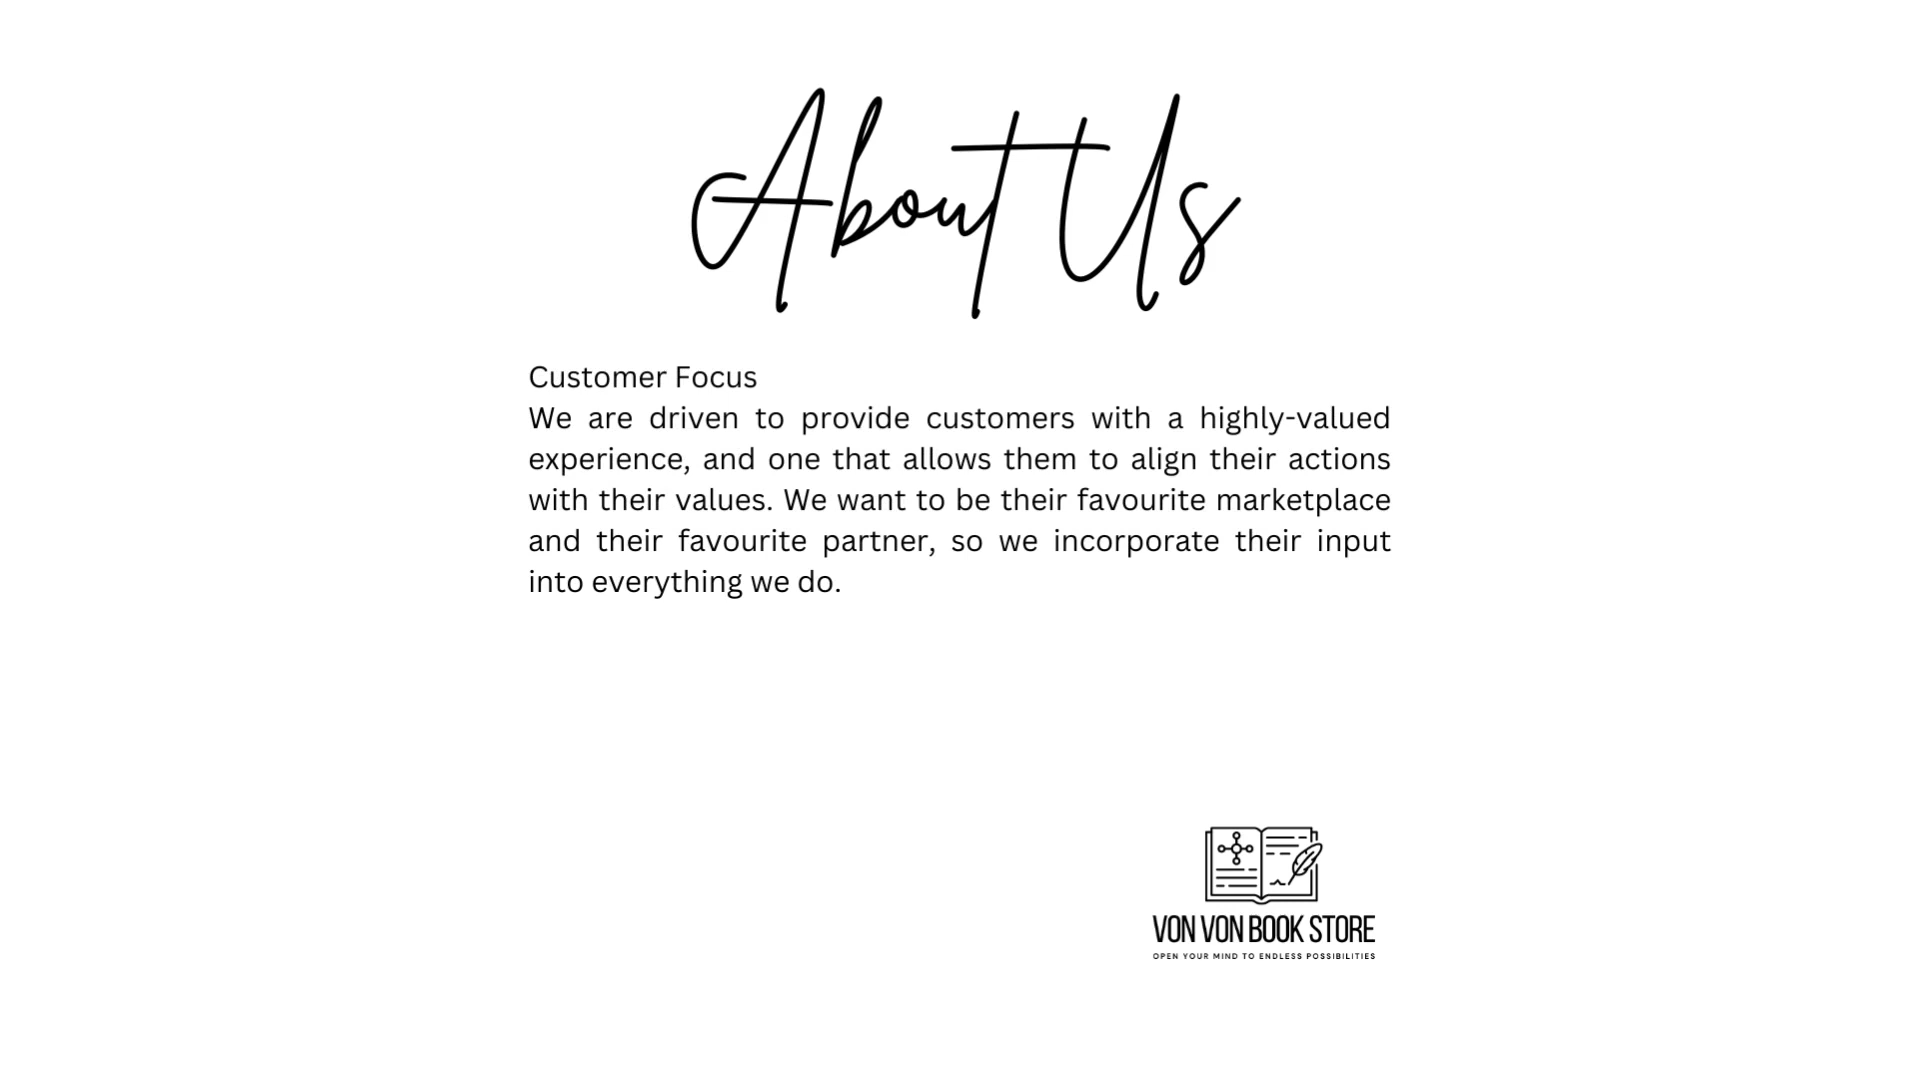 About Us
Customer Focus
We are driven to provide customers with a highly-valued
experience, and one that allows them to align their actions
with their values. We want to be their favourite marketplace
and their favourite partner, so we incorporate their input
into everything we do.
VON VON BOOK STORE
OPEN YOUR MIND TO ENDLESS POSSIBILITIES